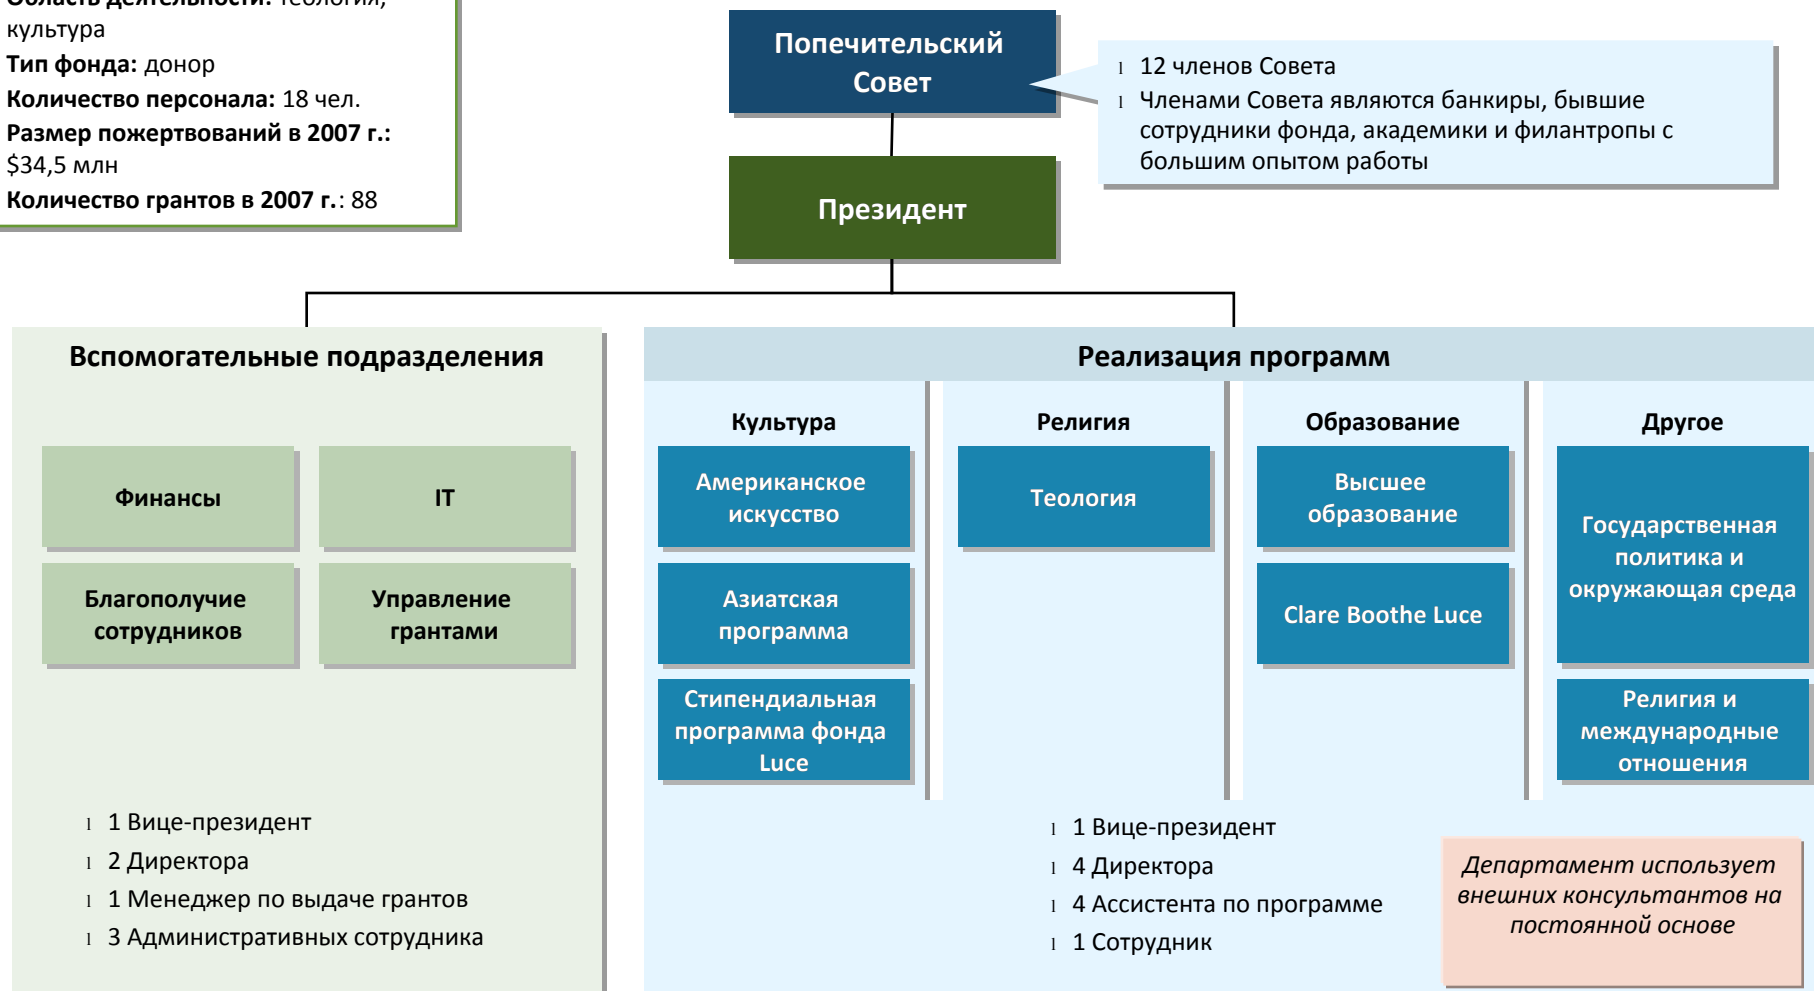 Область деятельности: теология,
культура
Тип фонда: донор
Количество персонала: 18 чел.
Размер пожертвований в 2007 г.:
$34,5 млн
Количество грантов в 2007 г.: 88
Попечительский
Совет
l 12 членов Совета
l Членами Совета являются банкиры, бывшие
сотрудники фонда, академики и филантропы с
большим опытом работы
Президент
Вспомогательные подразделения
Финансы
IT
Благополучие
сотрудников
Управление
грантами
l 1 Вице-президент
l 2 Директора
l 1 Менеджер по выдаче грантов
l 3 Административных сотрудника
Реализация программ
Культура
Американское
искусство
Азиатская
программа
Стипендиальная
программа фонда
Luce
Религия
Теология
Образование
Высшее
образование
Clare Boothe Luce
Другое
Государственная
политика и
окружающая среда
Религия и
международные
отношения
l 1 Вице-президент
l 4 Директора
l 4 Ассистента по программе
l 1 Сотрудник
Департамент использует
внешних консультантов на
постоянной основе